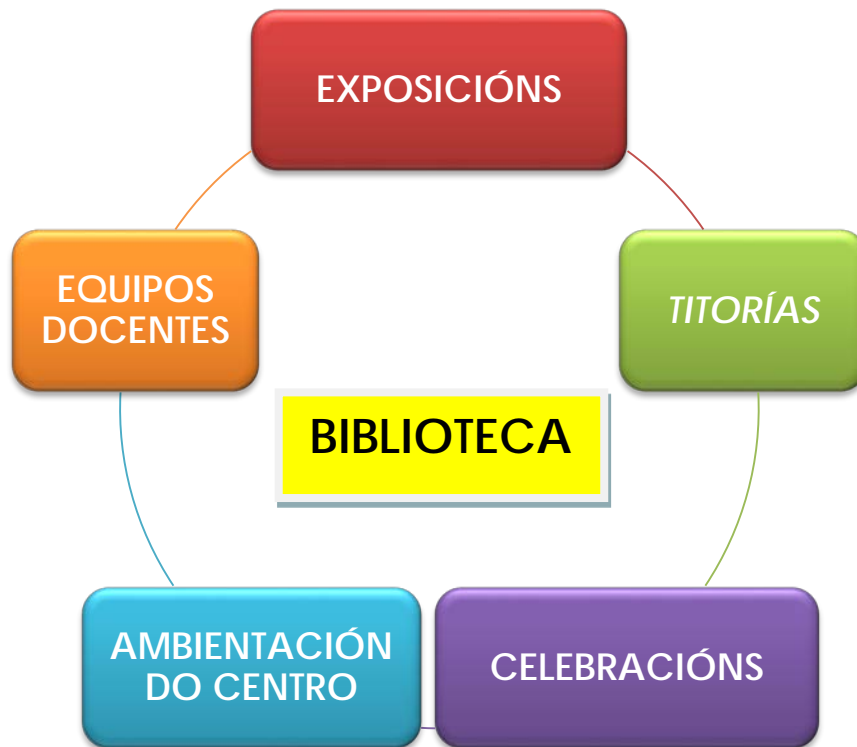 EXPOSICIÓNS
EQUIPOS
DOCENTES
TITORÍAS
BIBLIOTECA
AMBIENTACIÓN
DO CENTRO
CELEBRACIÓNS